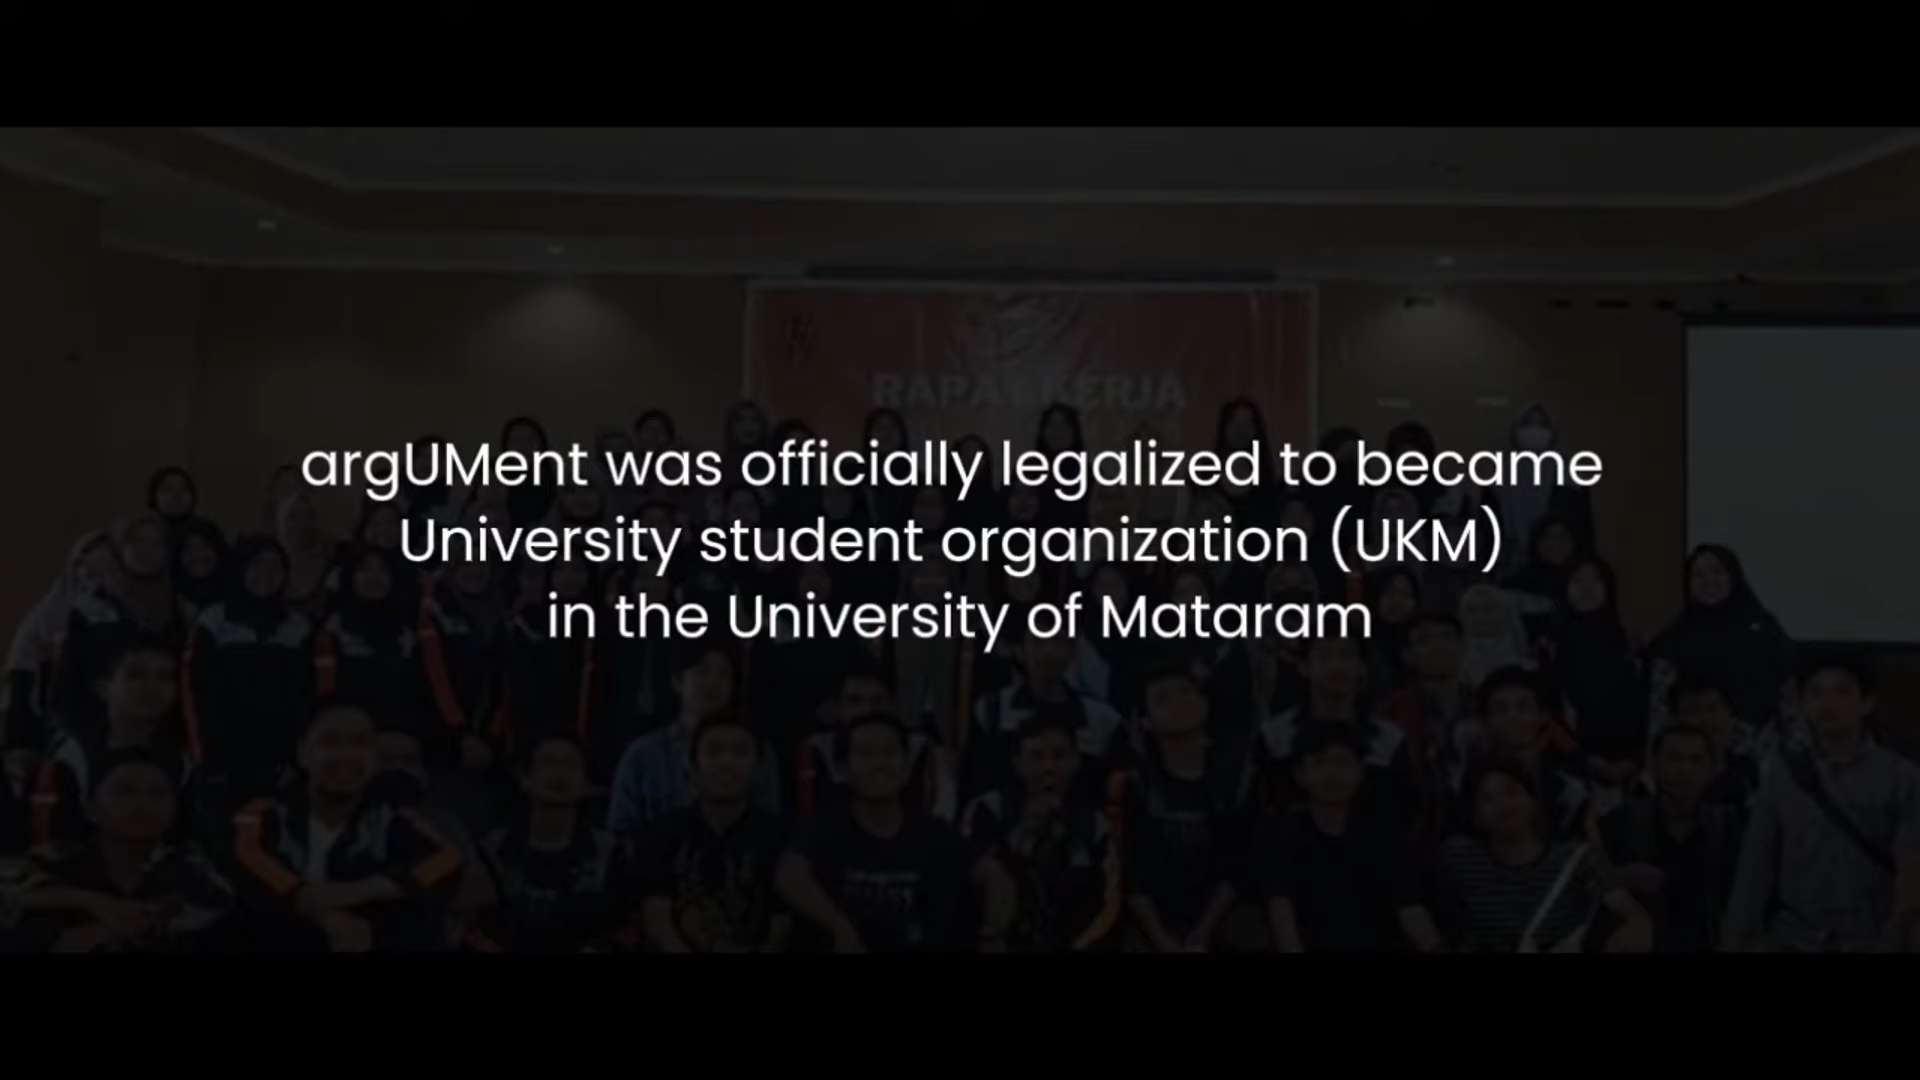 RAPAT KERJA
argUMent was officially legalized to became
University student organization (UKM)
in the University of Mataram